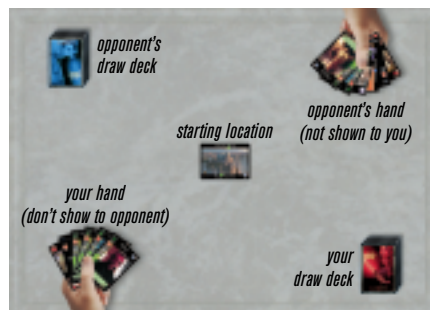 opponent's
draw deck
opponent's hand
(not shown to you)
starting location
your hand
(don't show to opponent)
your
draw deck